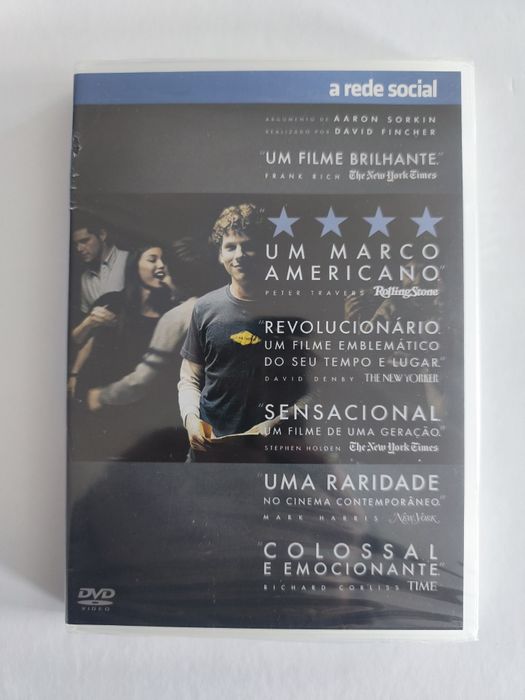 a rede social
ARGUMENTO DE AARON SORKIN
REALIZADO POR DAVID FINCHER
"UM FILME BRILHANTE."
FRANK RICH The New York Times
"★★★★
UM MARCO
AMERICANO"
PETER TRAVERS RollingStone
"REVOLUCIONÁRIO
UM FILME EMBLEMÁTICO
DO SEU TEMPO E LUGAR."
DAVID DENBY THE NEW YORKER
"SENSACIONAL
UM FILME DE UMA GERAÇÃO."
STEPHEN HOLDEN The New York Times
"UMA RARIDADE
NO CINEMA CONTEMPORÂNEO."
MARK HARRIS NEW YORK
"COLOSSAL
E EMOCIONANTE."
RICHARD CORLISS TIME
DVD
VIDEO